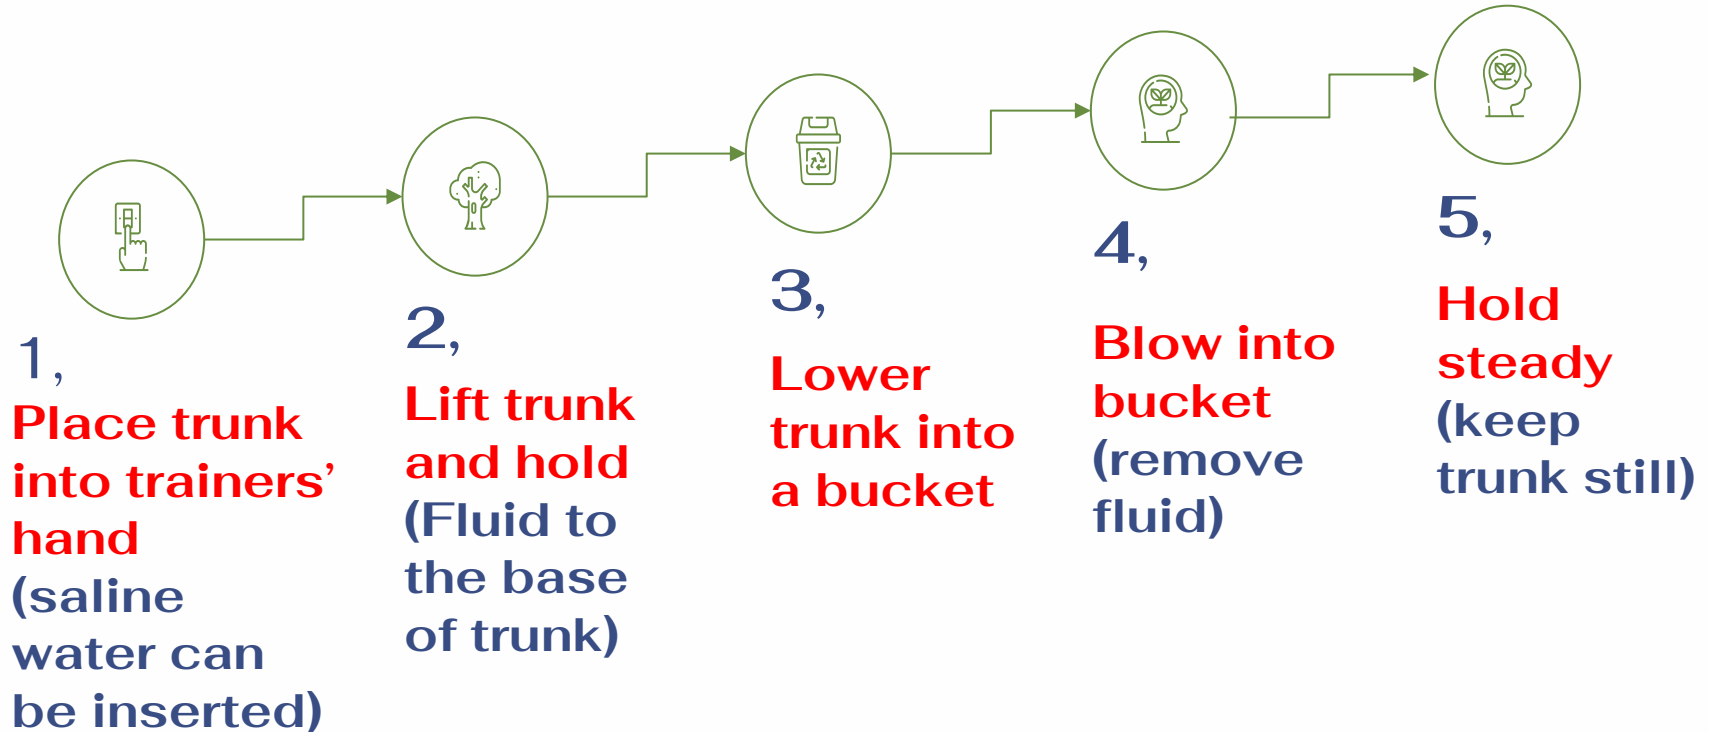 1,
Place trunk
into trainers’
hand
(saline
water can
be inserted)
2,
Lift trunk
and hold
(Fluid to
the base
of trunk)
3,
Lower
trunk into
a bucket
4,
Blow into
bucket
(remove
fluid)
5,
Hold
steady
(keep
trunk still)